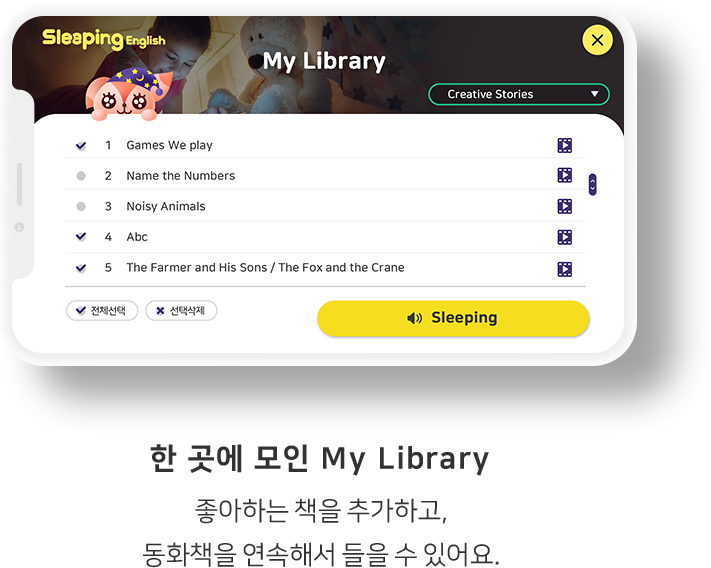 Sleeping English
My Library
Creative Stories
1 Games We play
2 Name the Numbers
3 Noisy Animals
4 Abc
5 The Farmer and His Sons / The Fox and the Crane
전체선택 선택삭제
Sleeping
한 곳에 모인 My Library
좋아하는 책을 추가하고,
동화책을 연속해서 들을 수 있어요.